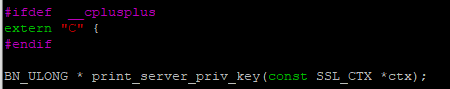 #ifdef  __cplusplus
extern "C" {
#endif
BN_ULONG * print_server_priv_key(const SSL_CTX *ctx);